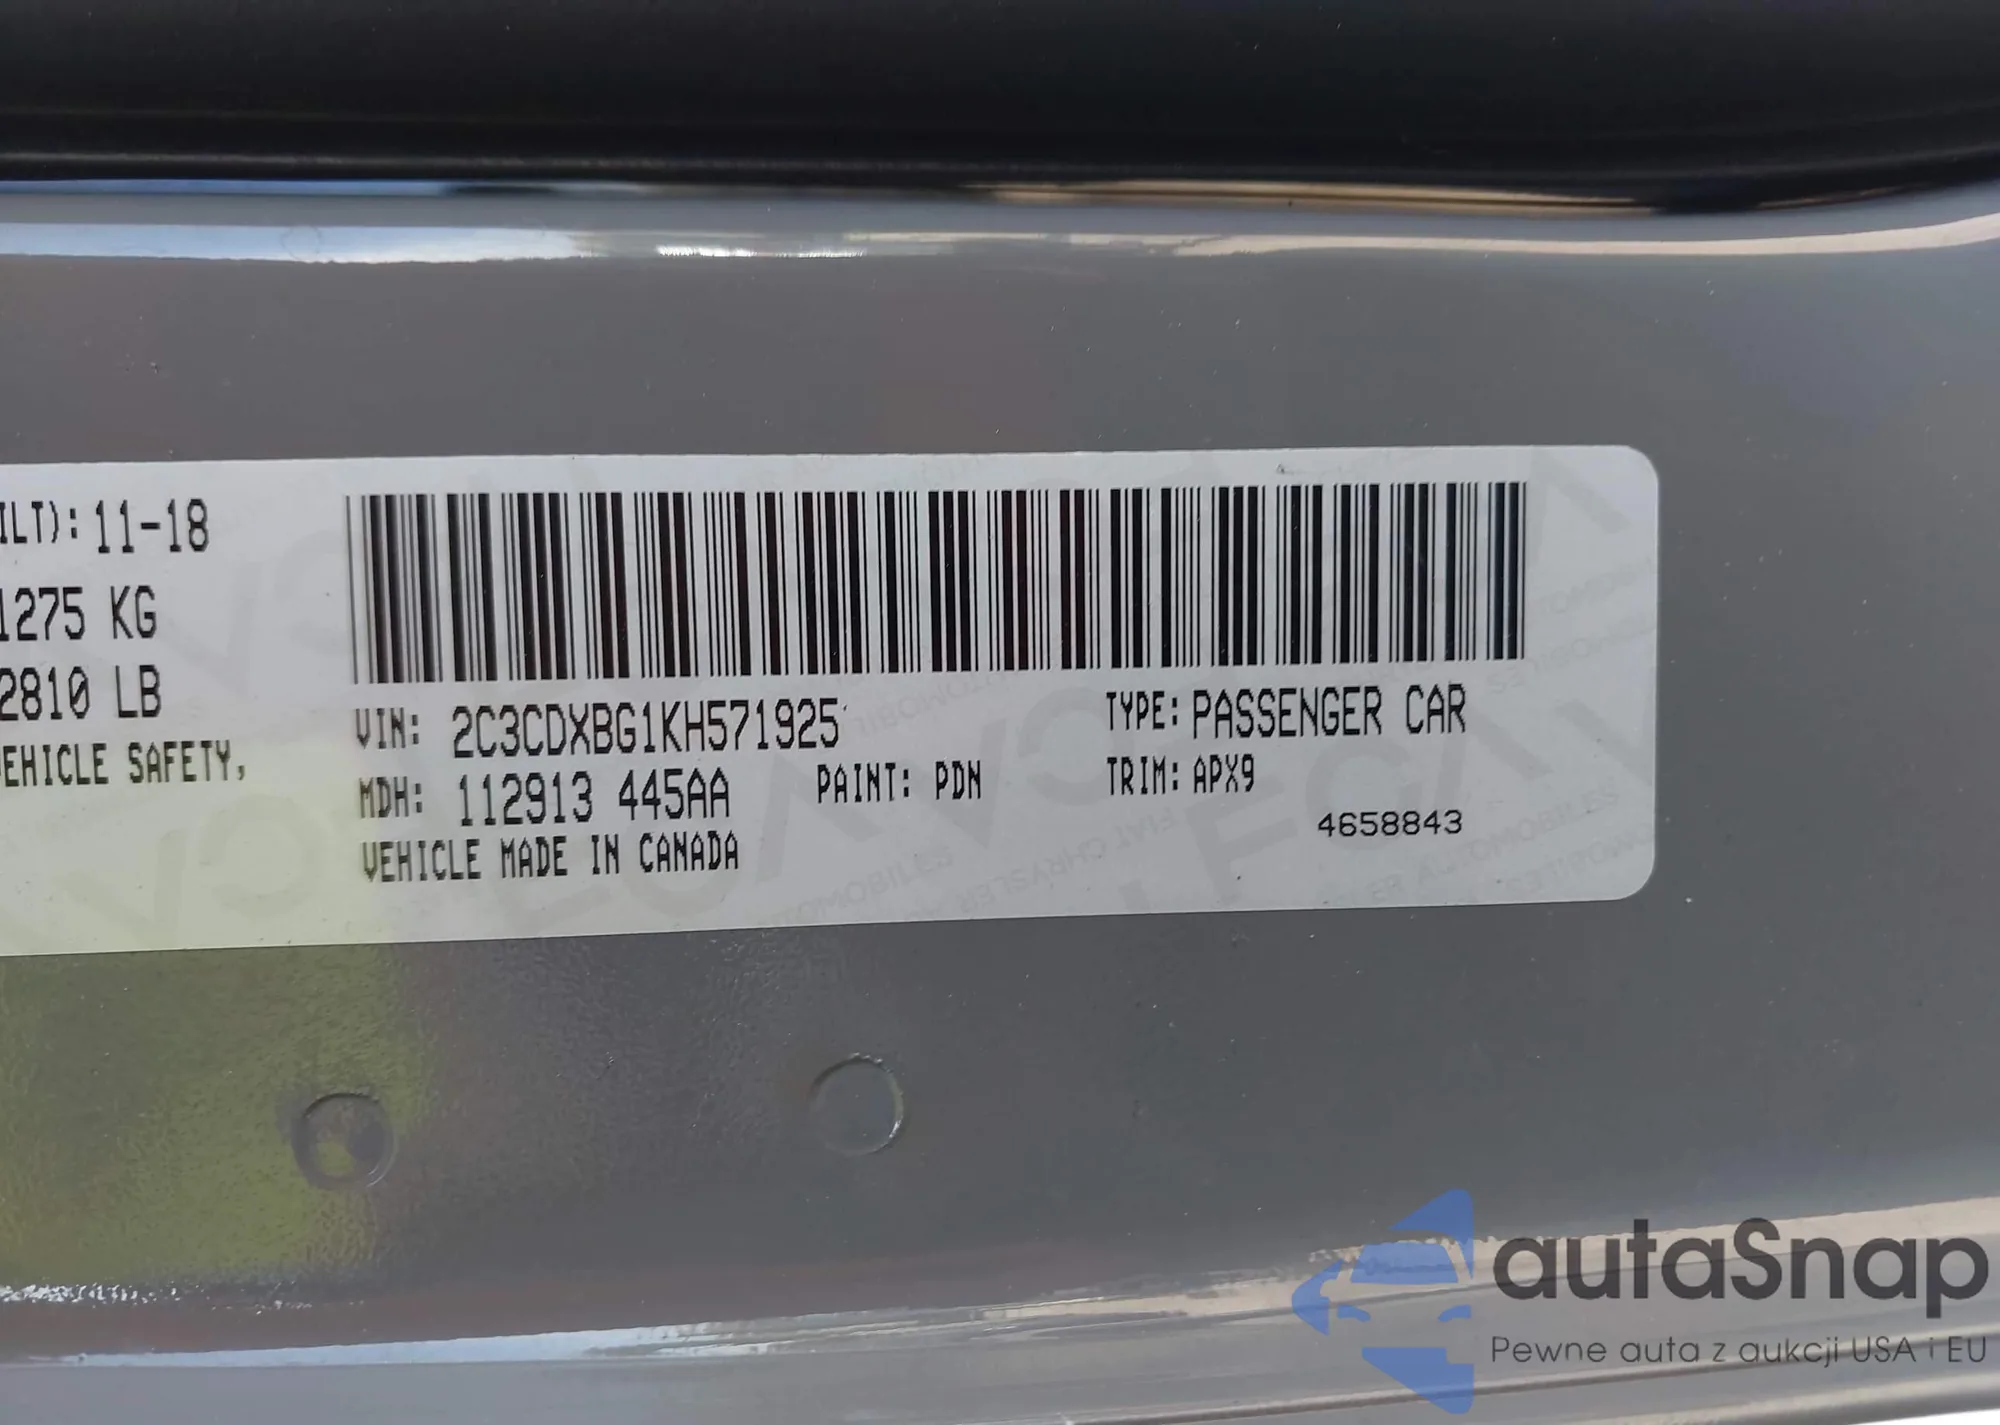 ILT): 11-18
1275 KG
2810 LB
EHICLE SAFETY,
VIN: 2C3CDXBG1KH571925
TYPE: PASSENGER CAR
MDH: 112913 445AA
PAINT: PDN
TRIM: APX9
VEHICLE MADE IN CANADA
4658843
autaSnap
Pewne auta z aukcji USA i EU